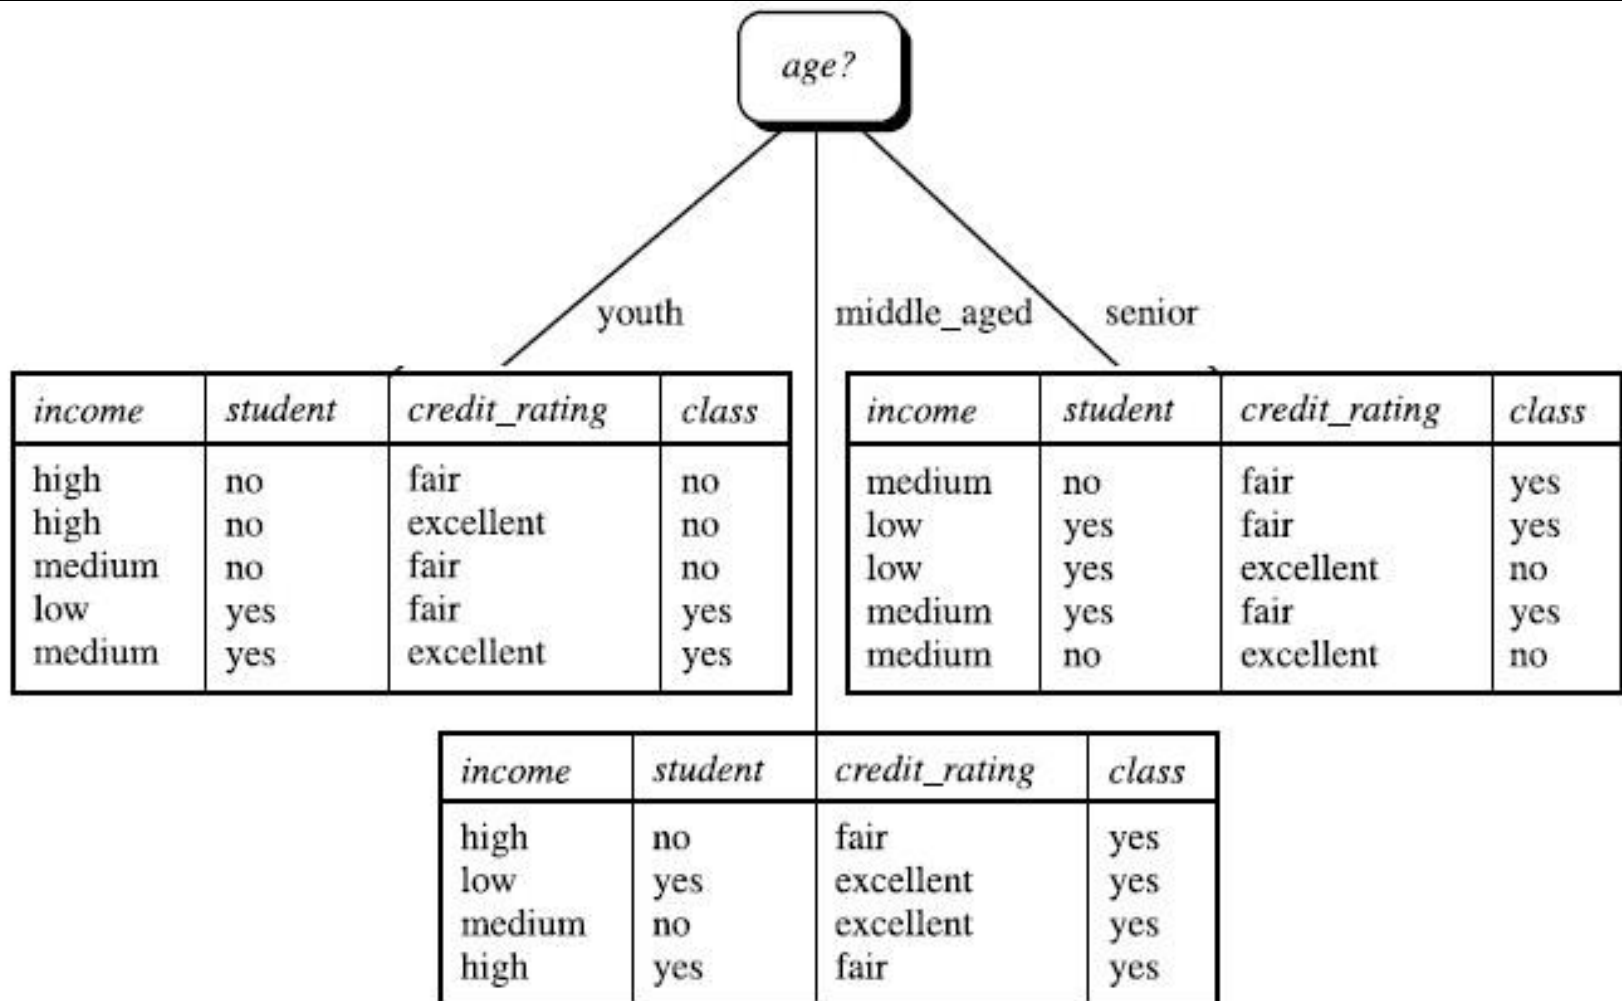 age?
youth
middle_aged
senior
income student credit_rating class
high no fair no
high no excellent no
medium no fair no
low yes fair yes
medium yes excellent yes
income student credit_rating class
medium no fair yes
low yes fair yes
low yes excellent no
medium yes fair yes
medium no excellent no
income student credit_rating class
high no fair yes
low yes excellent yes
medium no excellent yes
high yes fair yes